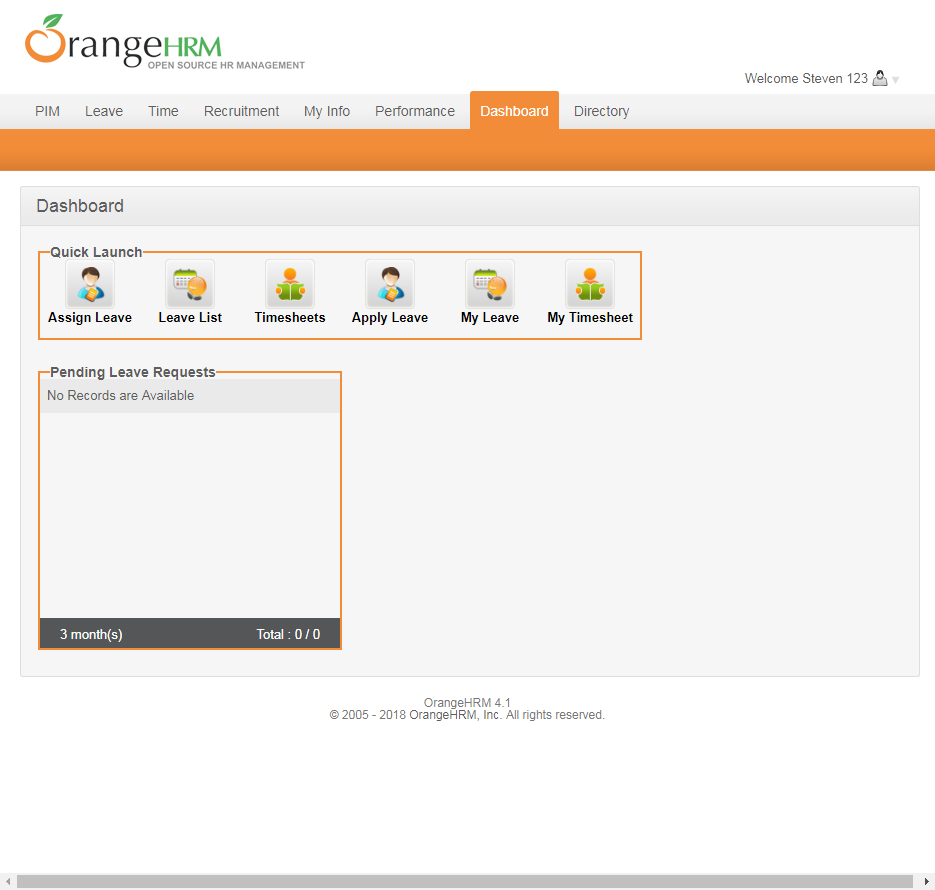 OrangeHRM
OPEN SOURCE HR MANAGEMENT
Welcome Steven 123
PIM Leave Time Recruitment My Info Performance Dashboard Directory
Dashboard
Quick Launch
Assign Leave Leave List Timesheets Apply Leave My Leave My Timesheet
Pending Leave Requests
No Records are Available
3 month(s) Total : 0 / 0
OrangeHRM 4.1
© 2005 - 2018 OrangeHRM, Inc. All rights reserved.